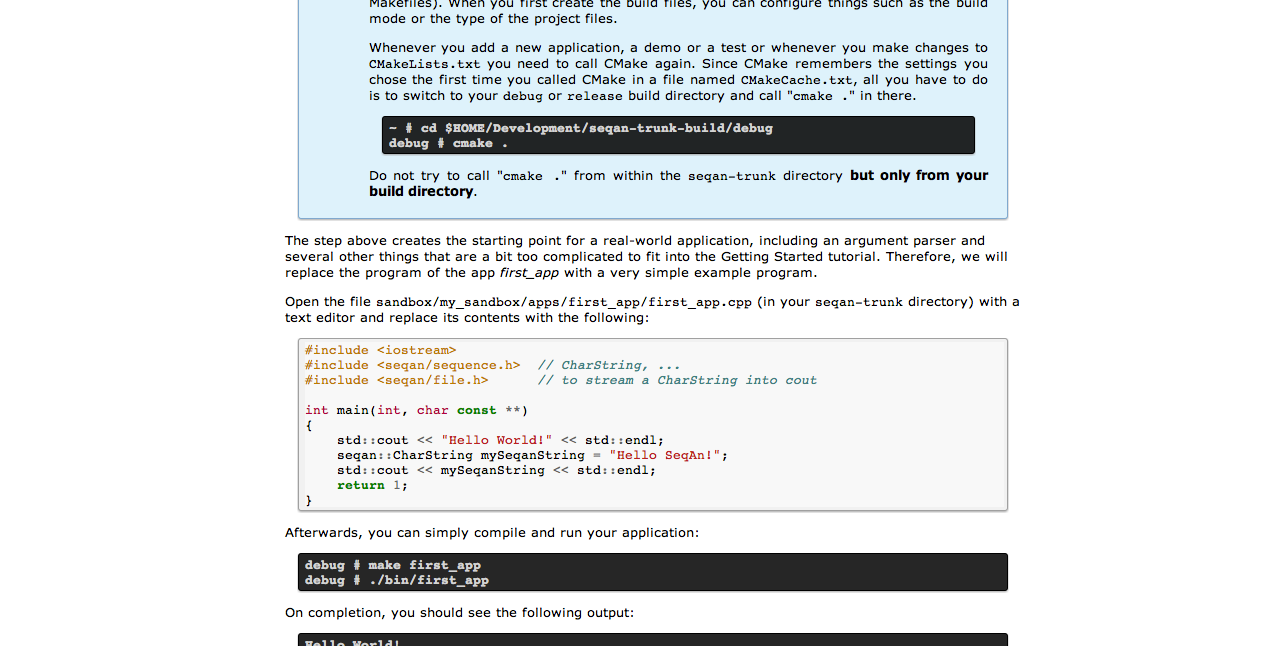 Makefiles). When you first create the build files, you can configure things such as the build
mode or the type of the project files.
Whenever you add a new application, a demo or a test or whenever you make changes to
CMakeLists.txt you need to call CMake again. Since CMake remembers the settings you
chose the first time you called CMake in a file named CMakeCache.txt, all you have to do
is to switch to your debug or release build directory and call "cmake ." in there.
~ # cd $HOME/Development/seqan-trunk-build/debug
debug # cmake .
Do not try to call "cmake ." from within the seqan-trunk directory but only from your
build directory.
The step above creates the starting point for a real-world application, including an argument parser and
several other things that are a bit too complicated to fit into the Getting Started tutorial. Therefore, we will
replace the program of the app first_app with a very simple example program.
Open the file sandbox/my_sandbox/apps/first_app/first_app.cpp (in your seqan-trunk directory) with a
text editor and replace its contents with the following:
#include <iostream>
#include <seqan/sequence.h>  // CharString, ...
#include <seqan/file.h>      // to stream a CharString into cout
int main(int, char const **)
{
    std::cout << "Hello World!" << std::endl;
    seqan::CharString mySeqanString = "Hello SeqAn!";
    std::cout << mySeqanString << std::endl;
    return 1;
}
Afterwards, you can simply compile and run your application:
debug # make first_app
debug # ./bin/first_app
On completion, you should see the following output:
Hello World!